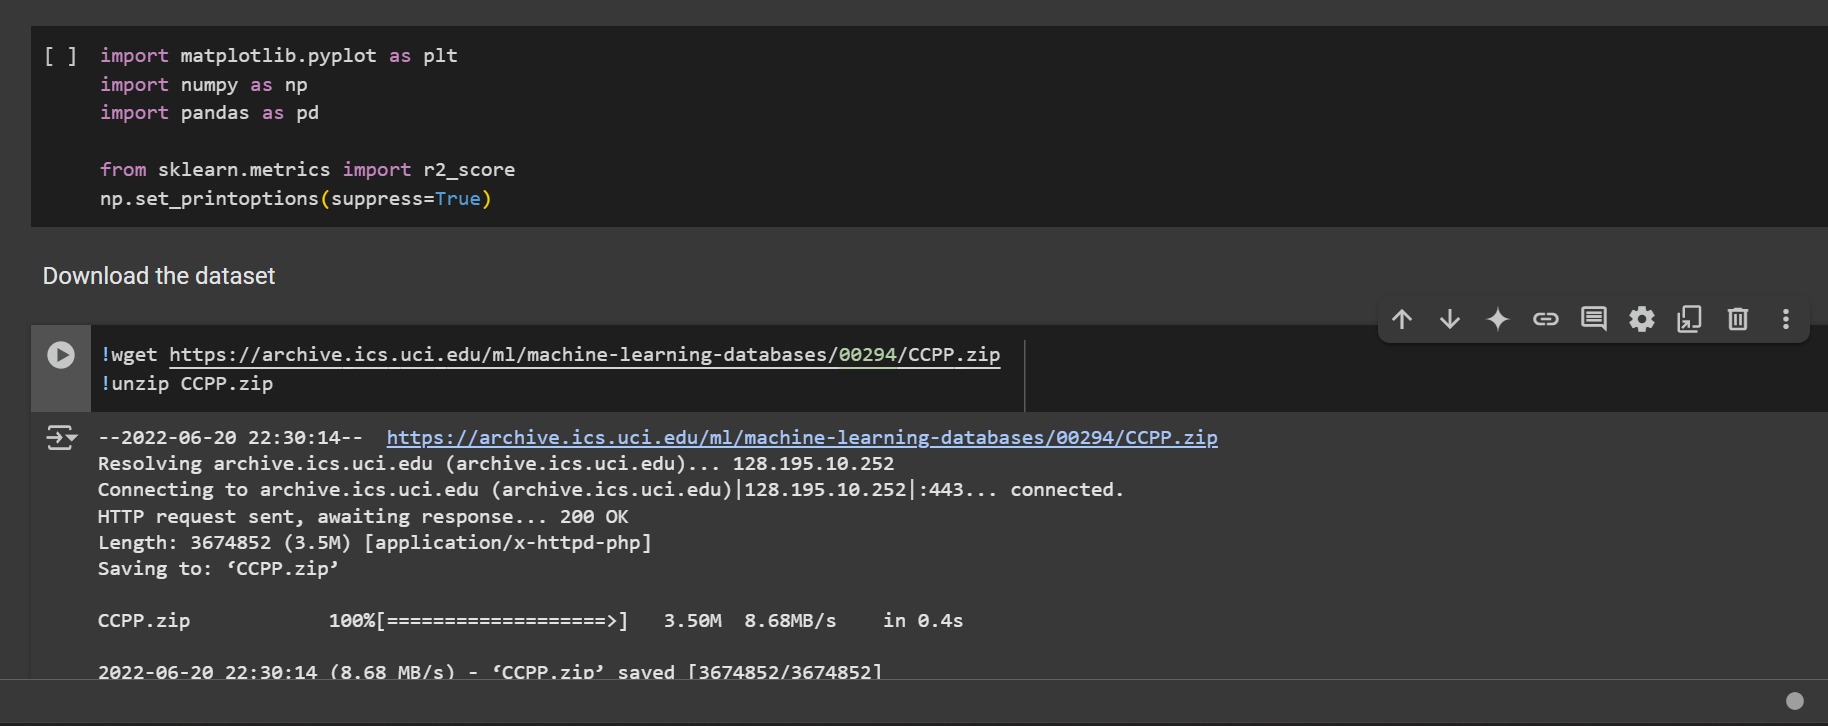 [ ] import matplotlib.pyplot as plt
import numpy as np
import pandas as pd
from sklearn.metrics import r2_score
np.set_printoptions(suppress=True)
Download the dataset
!wget https://archive.ics.uci.edu/ml/machine-learning-databases/00294/CCPP.zip
!unzip CCPP.zip
--2022-06-20 22:30:14--  https://archive.ics.uci.edu/ml/machine-learning-databases/00294/CCPP.zip
Resolving archive.ics.uci.edu (archive.ics.uci.edu)... 128.195.10.252
Connecting to archive.ics.uci.edu (archive.ics.uci.edu)|128.195.10.252|:443... connected.
HTTP request sent, awaiting response... 200 OK
Length: 3674852 (3.5M) [application/x-httpd-php]
Saving to: ‘CCPP.zip’
CCPP.zip            100%[===================>]   3.50M  8.68MB/s    in 0.4s
2022-06-20 22:30:14 (8.68 MB/s) - ‘CCPP.zip’ saved [3674852/3674852]